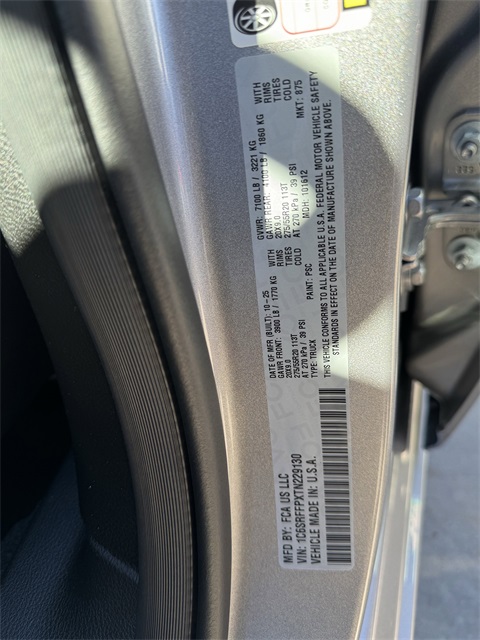 MFD BY: FCA US LLC
VIN: 1C6SRFFPXTN229130
VEHICLE MADE IN: U.S.A.
DATE OF MFR (BUILT): 10-25
GAWR FRONT: 3900 LB / 1770 KG WITH
20X9.0 RIMS
275/55R20 113T TIRES
AT 270 kPa / 39 PSI COLD
TYPE: TRUCK
PAINT: PSC
GVWR: 7100 LB / 3221 KG
GAWR REAR: 4100 LB / 1860 KG WITH
20X9.0 RIMS
275/55R20 113T TIRES
AT 270 kPa / 39 PSI COLD
MDH: 101612
MKT: 875
THIS VEHICLE CONFORMS TO ALL APPLICABLE U.S.A. FEDERAL MOTOR VEHICLE SAFETY
STANDARDS IN EFFECT ON THE DATE OF MANUFACTURE SHOWN ABOVE.